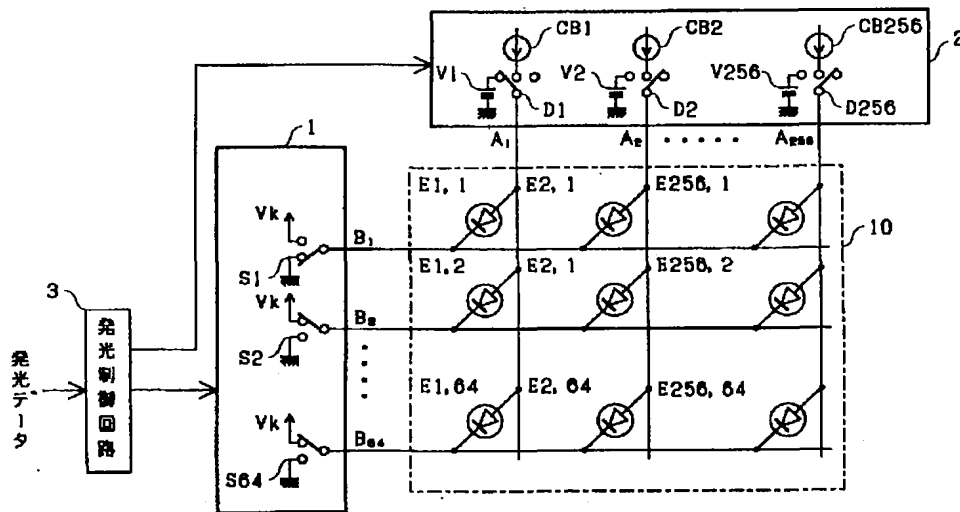 CB1 CB2 CB256 2
V1 V2 V256
D1 D2 D256
1 A₁ A₂ ..... A₂₅₆
E1,1 E2,1 E256,1
Vk
B₁ 10
S1 E1,2 E2,1 E256,2
3 Vk
B₂
S2
発光データ
発光制御回路
E1,64 E2,64 E256,64
Vk
B₆₄
S64